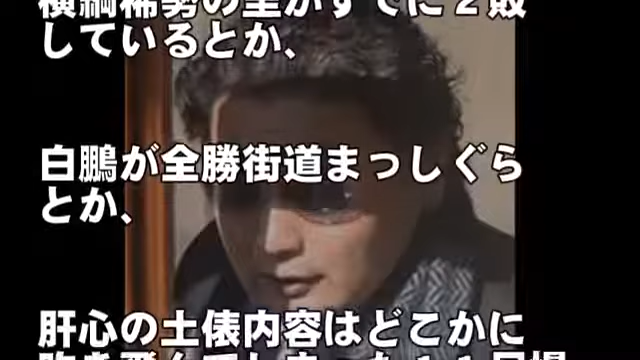 横綱稀勢の里がすでに２敗
しているとか、
白鵬が全勝街道まっしぐら
とか、
肝心の土俵内容はどこかに